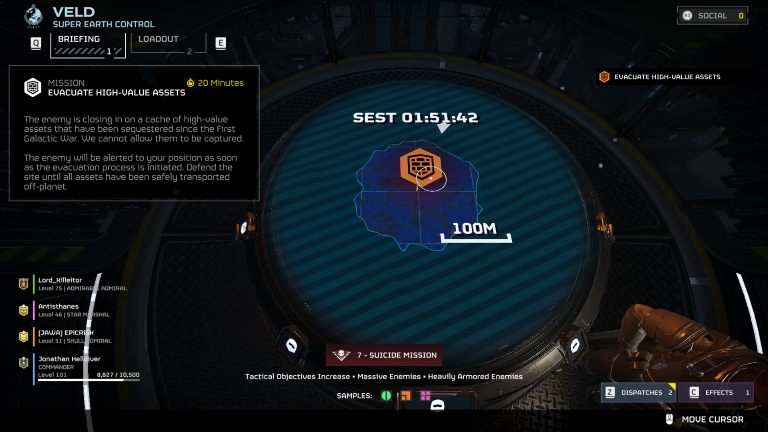 VELD
SUPER EARTH CONTROL
Q
BRIEFING
1
LOADOUT
2
E
SOCIAL 0
MISSION
20 Minutes
EVACUATE HIGH-VALUE ASSETS
The enemy is closing in on a cache of high-value
assets that have been sequestered since the First
Galactic War. We cannot allow them to be captured.
The enemy will be alerted to your position as soon
as the evacuation process is initiated. Defend the
site until all assets have been safely transported
off-planet.
EVACUATE HIGH-VALUE ASSETS
SEST 01:51:42
100M
Lord_Hilleitor
Level 75 | ADMIRABLE ADMIRAL
Antisthanes
Level 46 | STAR MARSHAL
[JAWA] EPICRISH
Level 51 | SKULL ADMIRAL
Jonathan Helldiver
COMMANDER
Level 101
8,827 / 10,500
7 - SUICIDE MISSION
Tactical Objectives Increase • Massive Enemies • Heavily Armored Enemies
SAMPLES:
Z DISPATCHES 2
C EFFECTS 1
MOVE CURSOR